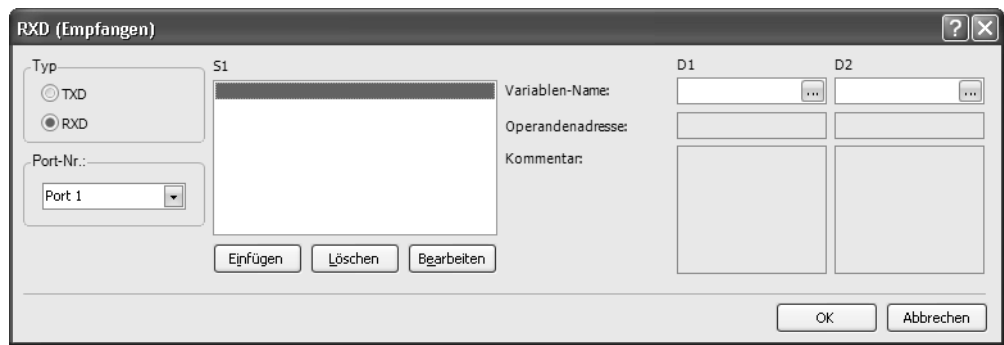 RXD (Empfangen)
Typ
TXD
RXD
Port-Nr.:
Port 1
S1
Einfügen Löschen Bearbeiten
D1 D2
Variablen-Name: ... ...
Operandenadresse:
Kommentar:
OK Abbrechen